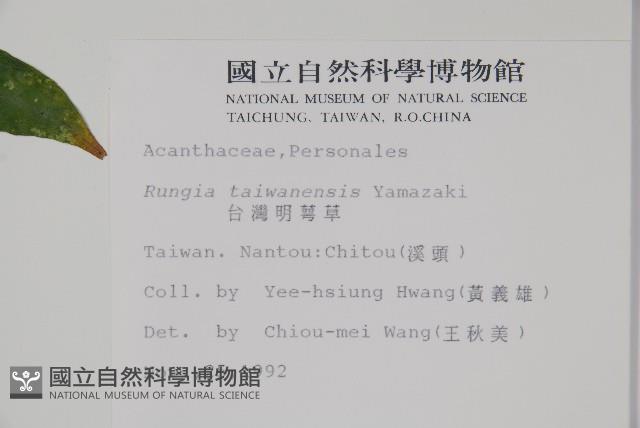 國立自然科學博物館
NATIONAL MUSEUM OF NATURAL SCIENCE
TAICHUNG, TAIWAN, R.O.CHINA
Acanthaceae,Personales
Rungia taiwanensis Yamazaki
台灣明萼草
Taiwan. Nantou:Chitou(溪頭)
Coll. by Yee-hsiung Hwang(黃義雄)
Det. by Chiou-mei Wang(王秋美)
國立自然科學博物館
NATIONAL MUSEUM OF NATURAL SCIENCE